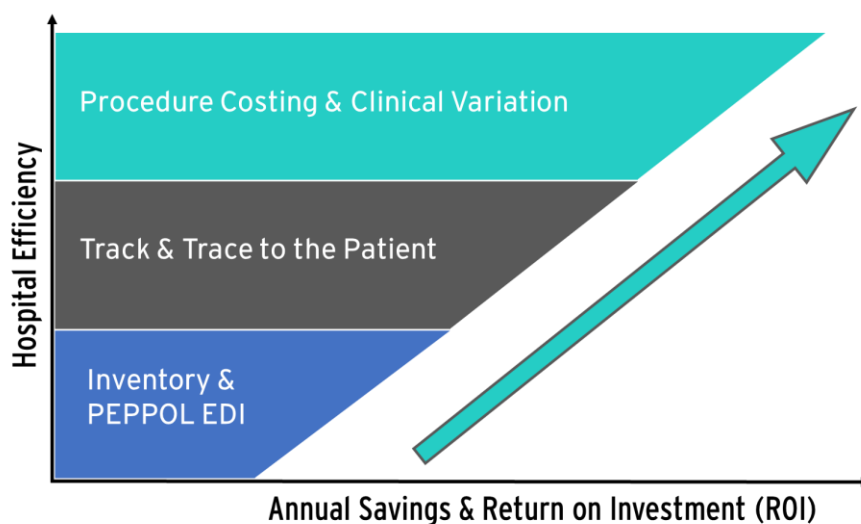 Hospital Efficiency
Procedure Costing & Clinical Variation
Track & Trace to the Patient
Inventory &
PEPPOL EDI
Annual Savings & Return on Investment (ROI)